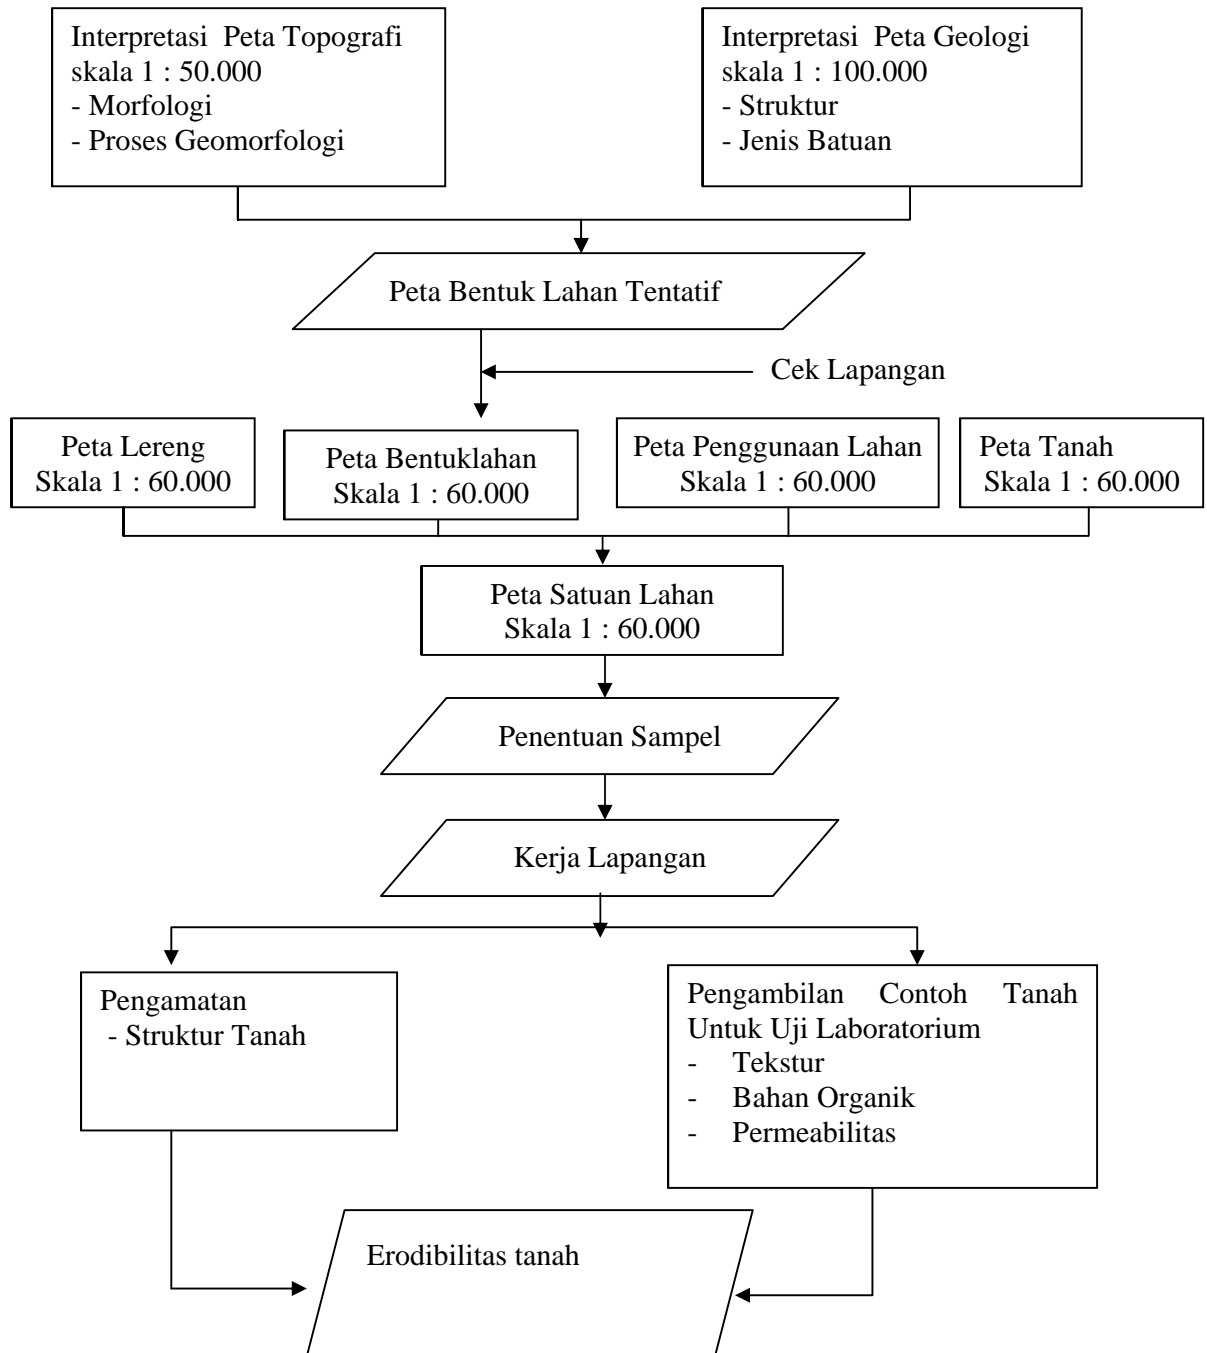 Interpretasi Peta Topografi
skala 1 : 50.000
- Morfologi
- Proses Geomorfologi
Interpretasi Peta Geologi
skala 1 : 100.000
- Struktur
- Jenis Batuan
Peta Bentuk Lahan Tentatif
Cek Lapangan
Peta Lereng
Skala 1 : 60.000
Peta Bentuklahan
Skala 1 : 60.000
Peta Penggunaan Lahan
Skala 1 : 60.000
Peta Tanah
Skala 1 : 60.000
Peta Satuan Lahan
Skala 1 : 60.000
Penentuan Sampel
Kerja Lapangan
Pengamatan
- Struktur Tanah
Pengambilan Contoh Tanah
Untuk Uji Laboratorium
- Tekstur
- Bahan Organik
- Permeabilitas
Erodibilitas tanah